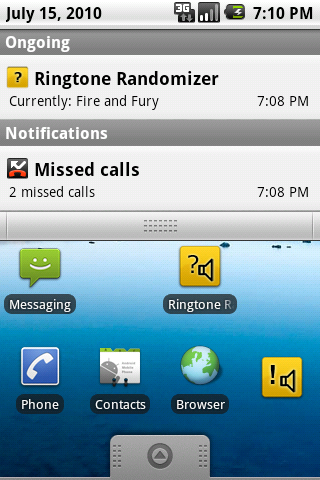 July 15, 2010 3G 7:10 PM
Ongoing
Ringtone Randomizer
Currently: Fire and Fury 7:08 PM
Notifications
Missed calls
2 missed calls 7:08 PM
Messaging Ringtone R
Phone Contacts Browser